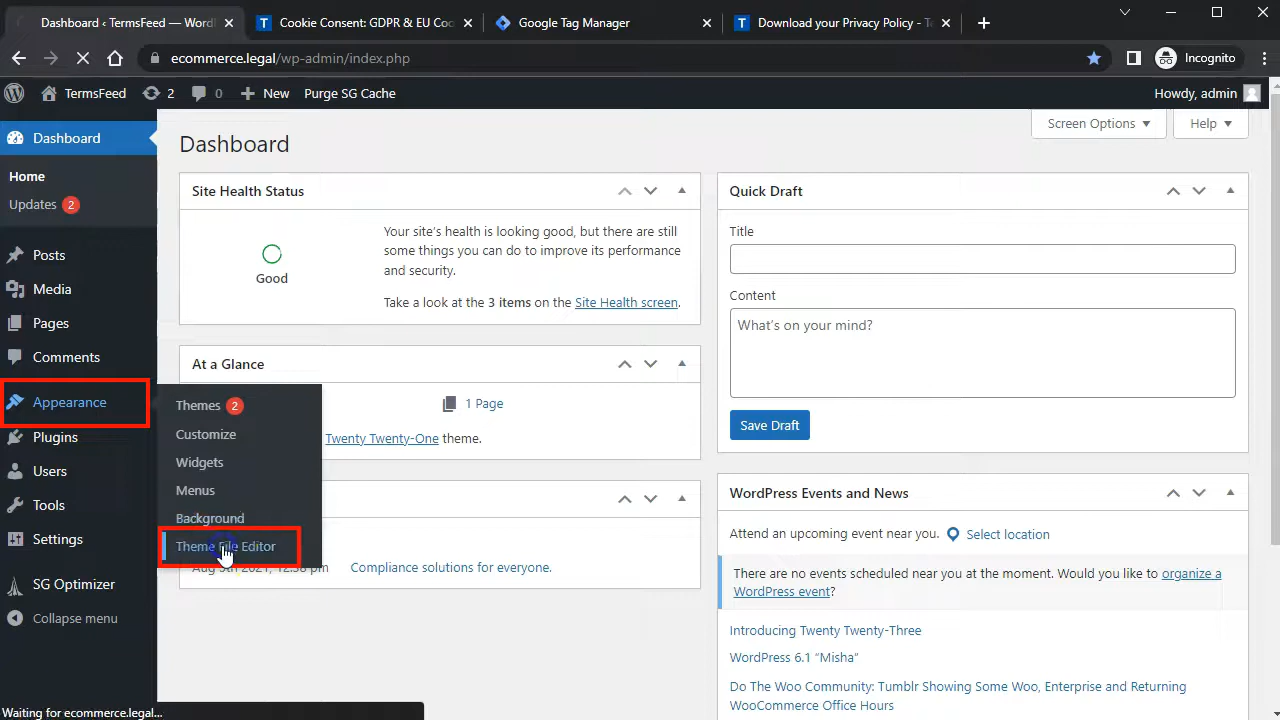 Dashboard ‹ TermsFeed — Word
Cookie Consent: GDPR & EU Coo
Google Tag Manager
Download your Privacy Policy - Te
ecommerce.legal/wp-admin/index.php
Incognito
TermsFeed
2
0
New
Purge SG Cache
Howdy, admin
Dashboard
Home
Updates 2
Posts
Media
Pages
Comments
Appearance
Plugins
Users
Tools
Settings
SG Optimizer
Collapse menu
Themes 2
Customize
Widgets
Menus
Background
Theme File Editor
Screen Options
Help
Dashboard
Site Health Status
Good
Your site's health is looking good, but there are still
some things you can do to improve its performance
and security.
Take a look at the 3 items on the Site Health screen.
At a Glance
1 Page
Twenty Twenty-One theme.
Aug 5th 2021, 12:38 pm
Compliance solutions for everyone.
Quick Draft
Title
Content
What's on your mind?
Save Draft
WordPress Events and News
Attend an upcoming event near you.
Select location
There are no events scheduled near you at the moment. Would you like to organize a
WordPress event?
Introducing Twenty Twenty-Three
WordPress 6.1 “Misha”
Do The Woo Community: Tumblr Showing Some Woo, Enterprise and Returning
WooCommerce Office Hours
Waiting for ecommerce.legal...